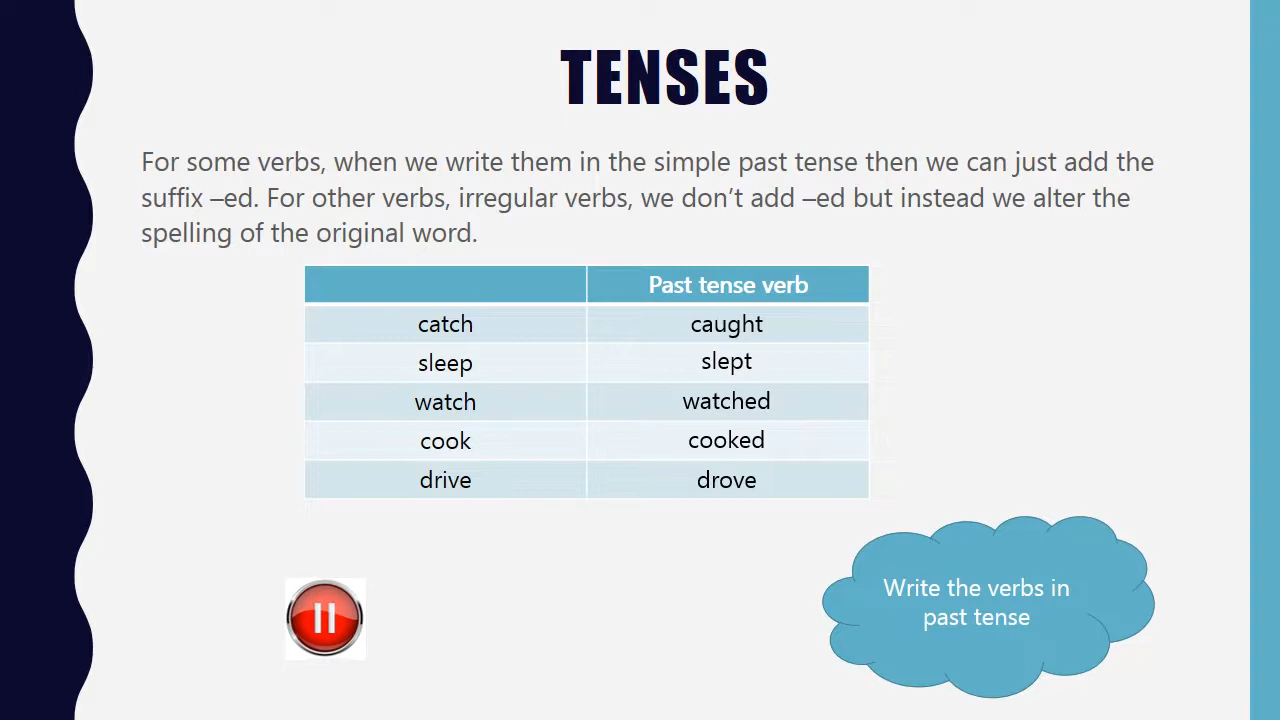 TENSES
For some verbs, when we write them in the simple past tense then we can just add the
suffix –ed. For other verbs, irregular verbs, we don’t add –ed but instead we alter the
spelling of the original word.
Past tense verb
catch caught
sleep slept
watch watched
cook cooked
drive drove
Write the verbs in
past tense